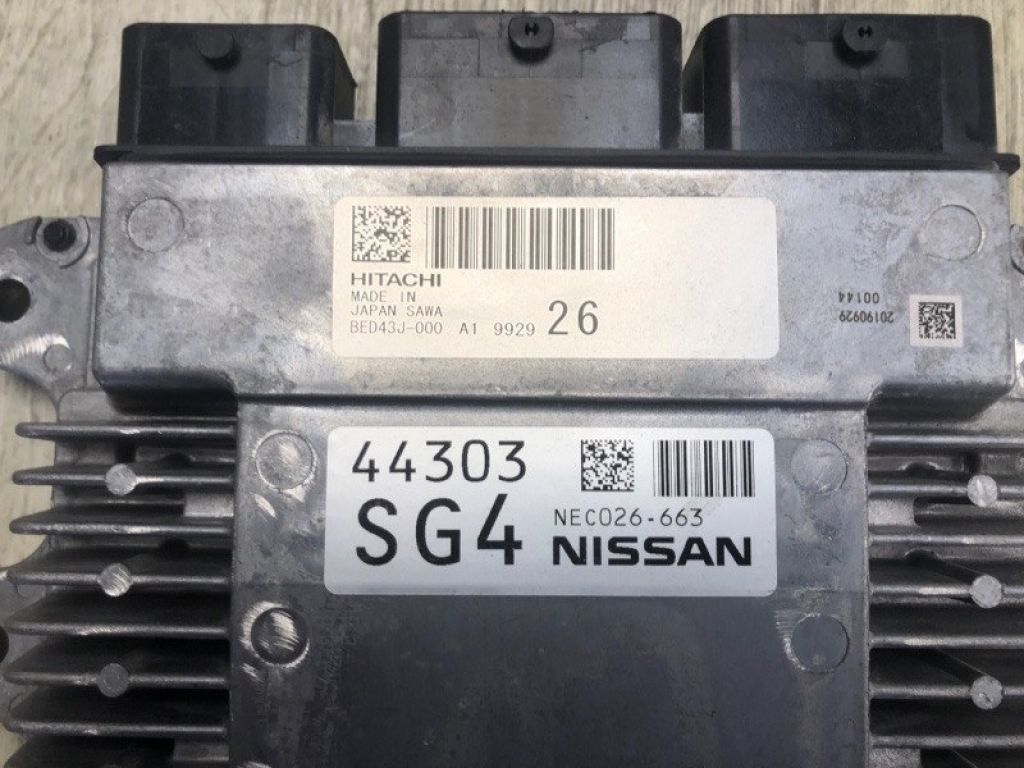 HITACHI
MADE IN
JAPAN SAWA
BED43J-000 A1 9929 26
20190929
00144
44303
SG4
NEC026-663
NISSAN